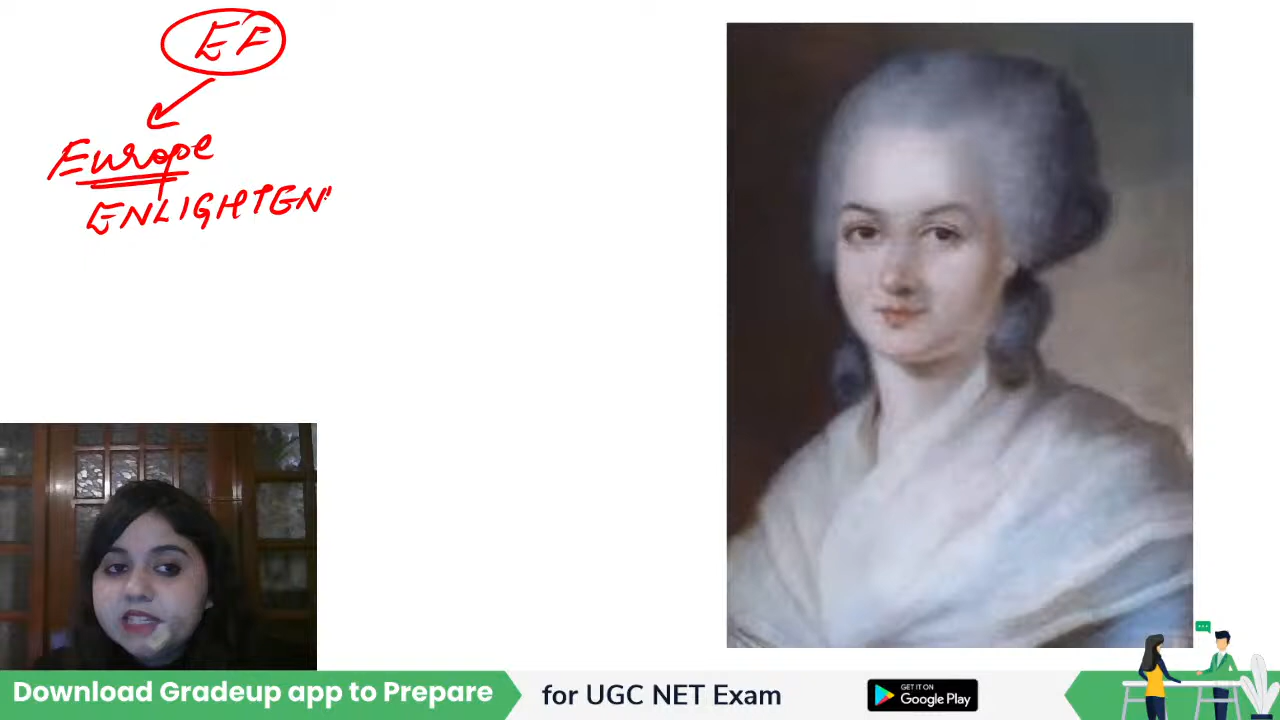 EF
Europe
ENLIGHTEN
Download Gradeup app to Prepare
for UGC NET Exam
GET IT ON
Google Play